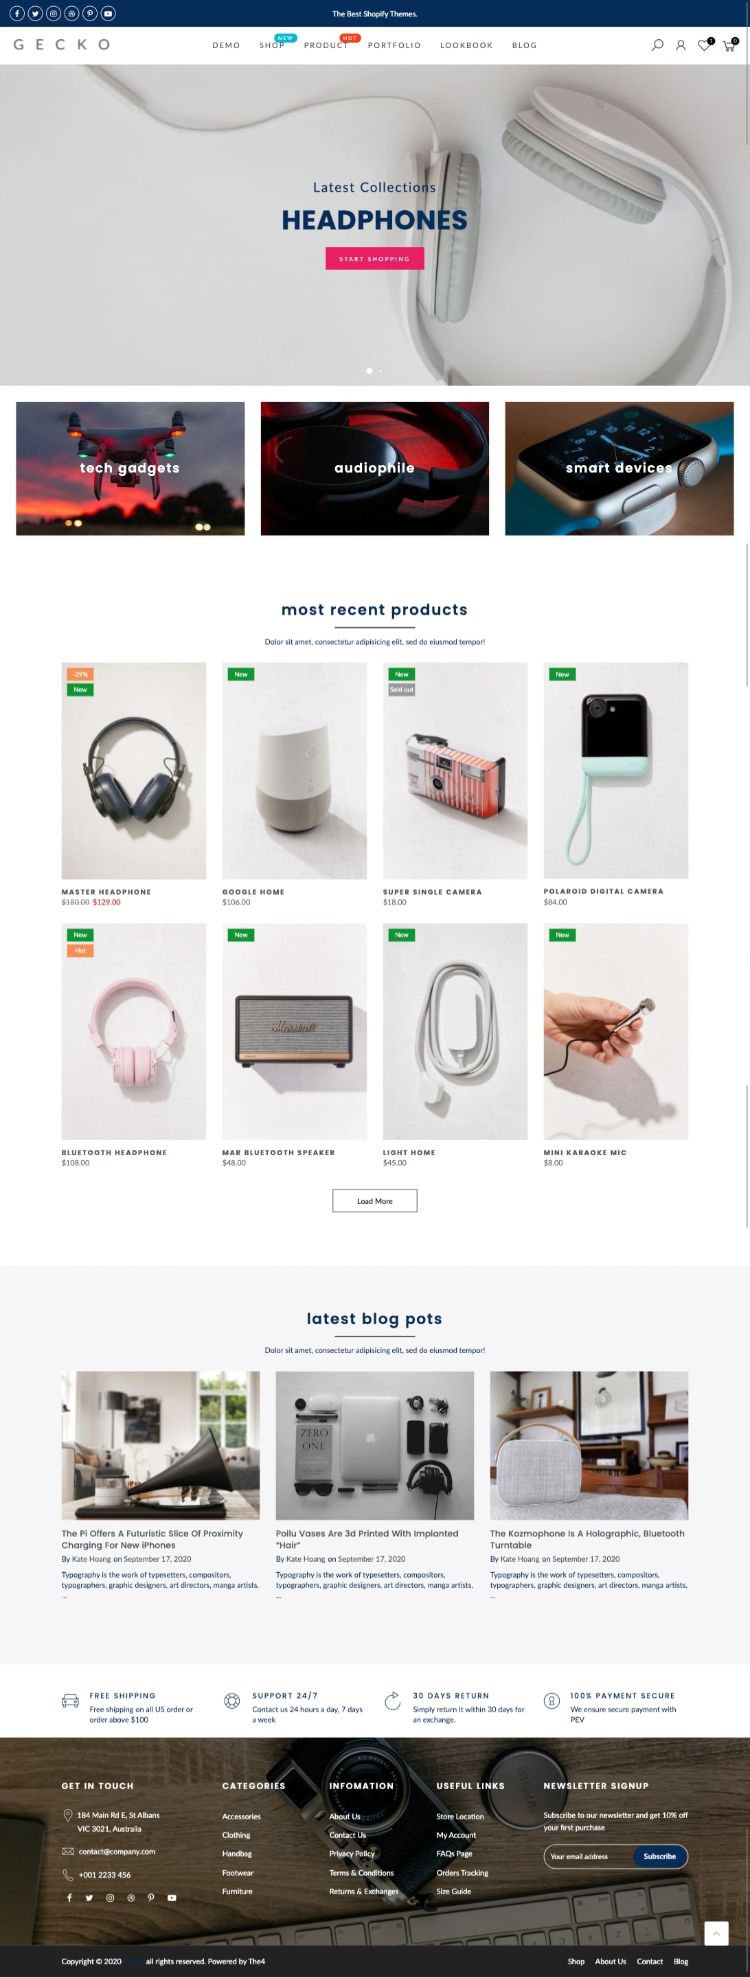 The Best Shopify Themes.
GECKO
DEMO
SHOP
NEW
PRODUCT
HOT
PORTFOLIO
LOOKBOOK
BLOG
1
0
Latest Collections
HEADPHONES
START SHOPPING
tech gadgets
audiophile
smart devices
most recent products
Dolor sit amet, consectetur adipisicing elit, sed do eiusmod tempor!
-29%
New
New
New
Sold out
New
MASTER HEADPHONE
$180.00 $129.00
GOOGLE HOME
$106.00
SUPER SINGLE CAMERA
$18.00
POLAROID DIGITAL CAMERA
$84.00
New
Hot
New
Marshall
New
New
BLUETOOTH HEADPHONE
$108.00
MAR BLUETOOTH SPEAKER
$48.00
LIGHT HOME
$45.00
MINI KARAOKE MIC
$8.00
Load More
latest blog pots
Dolor sit amet, consectetur adipisicing elit, sed do eiusmod tempor!
ZERO
ONE
The Pi Offers A Futuristic Slice Of Proximity
Charging For New iPhones
By Kate Hoang on September 17, 2020
Typography is the work of typesetters, compositors,
typographers, graphic designers, art directors, manga artists,
...
Poilu Vases Are 3d Printed With Implanted
“Hair”
By Kate Hoang on September 17, 2020
Typography is the work of typesetters, compositors,
typographers, graphic designers, art directors, manga artists,
...
The Kozmophone Is A Holographic, Bluetooth
Turntable
By Kate Hoang on September 17, 2020
Typography is the work of typesetters, compositors,
typographers, graphic designers, art directors, manga artists,
...
FREE SHIPPING
Free shipping on all US order or
order above $100
SUPPORT 24/7
Contact us 24 hours a day, 7 days
a week
30 DAYS RETURN
Simply return it within 30 days for
an exchange.
100% PAYMENT SECURE
We ensure secure payment with
PEV
GET IN TOUCH
184 Main Rd E, St Albans
VIC 3021, Australia
contact@company.com
+001 2233 456
CATEGORIES
Accessories
Clothing
Handbag
Footwear
Furniture
INFOMATION
About Us
Contact Us
Privacy Policy
Terms & Conditions
Returns & Exchanges
USEFUL LINKS
Store Location
My Account
FAQs Page
Orders Tracking
Size Guide
NEWSLETTER SIGNUP
Subscribe to our newsletter and get 10% off
your first purchase
Your email address
Subscribe
Copyright © 2020 all rights reserved. Powered by The4
Shop
About Us
Contact
Blog